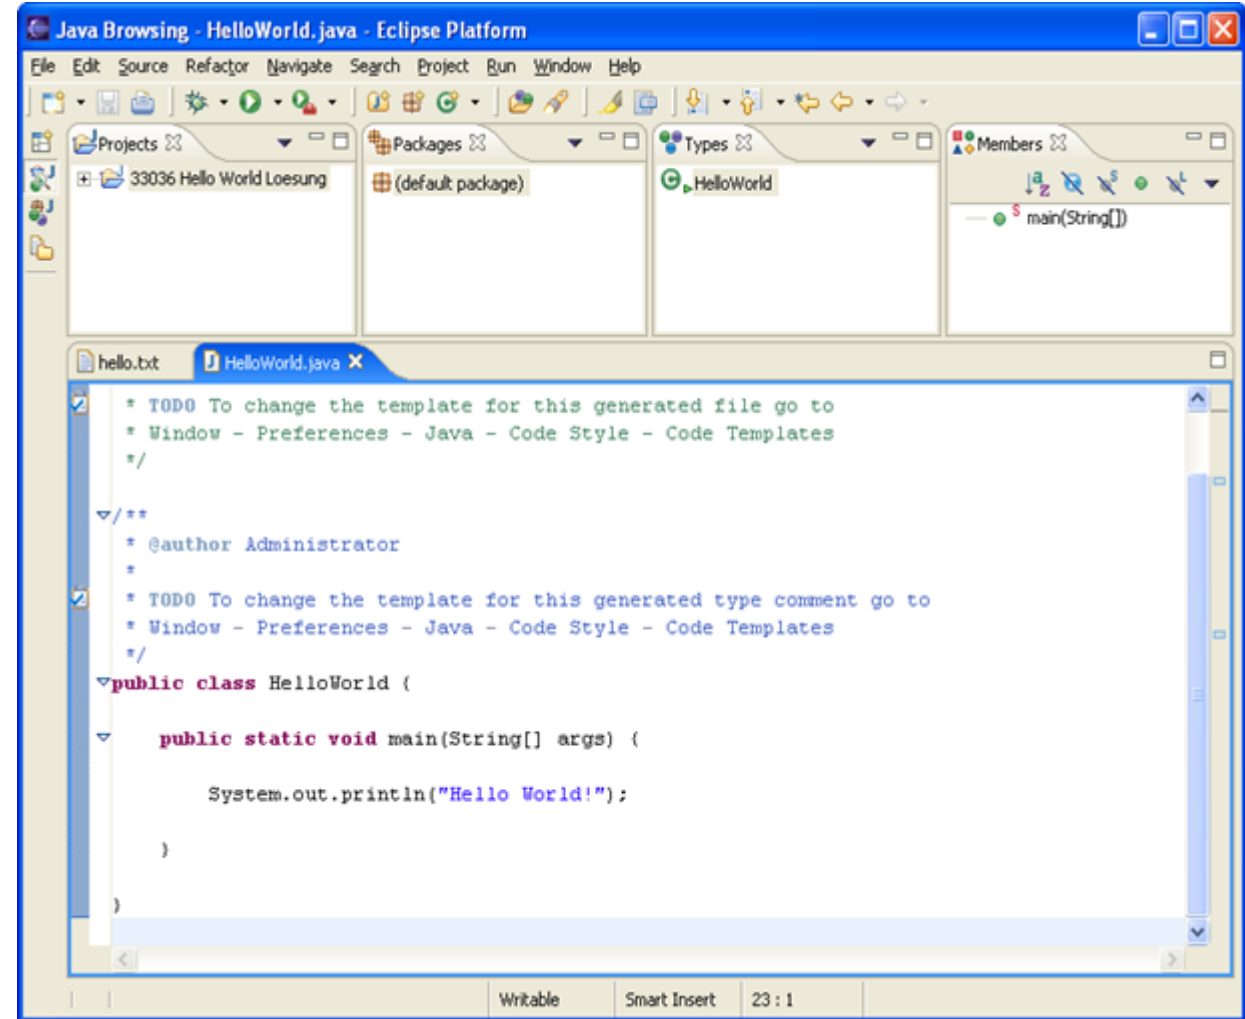 Java Browsing - HelloWorld.java - Eclipse Platform
File Edit Source Refactor Navigate Search Project Run Window Help
Projects Packages Types Members
33036 Hello World Loesung (default package) HelloWorld
main(String[])
hello.txt HelloWorld.java
* TODO To change the template for this generated file go to
* Window - Preferences - Java - Code Style - Code Templates
*/
/**
* @author Administrator
*
* TODO To change the template for this generated type comment go to
* Window - Preferences - Java - Code Style - Code Templates
*/
public class HelloWorld {
public static void main(String[] args) {
System.out.println("Hello World!");
}
}
Writable Smart Insert 23 : 1